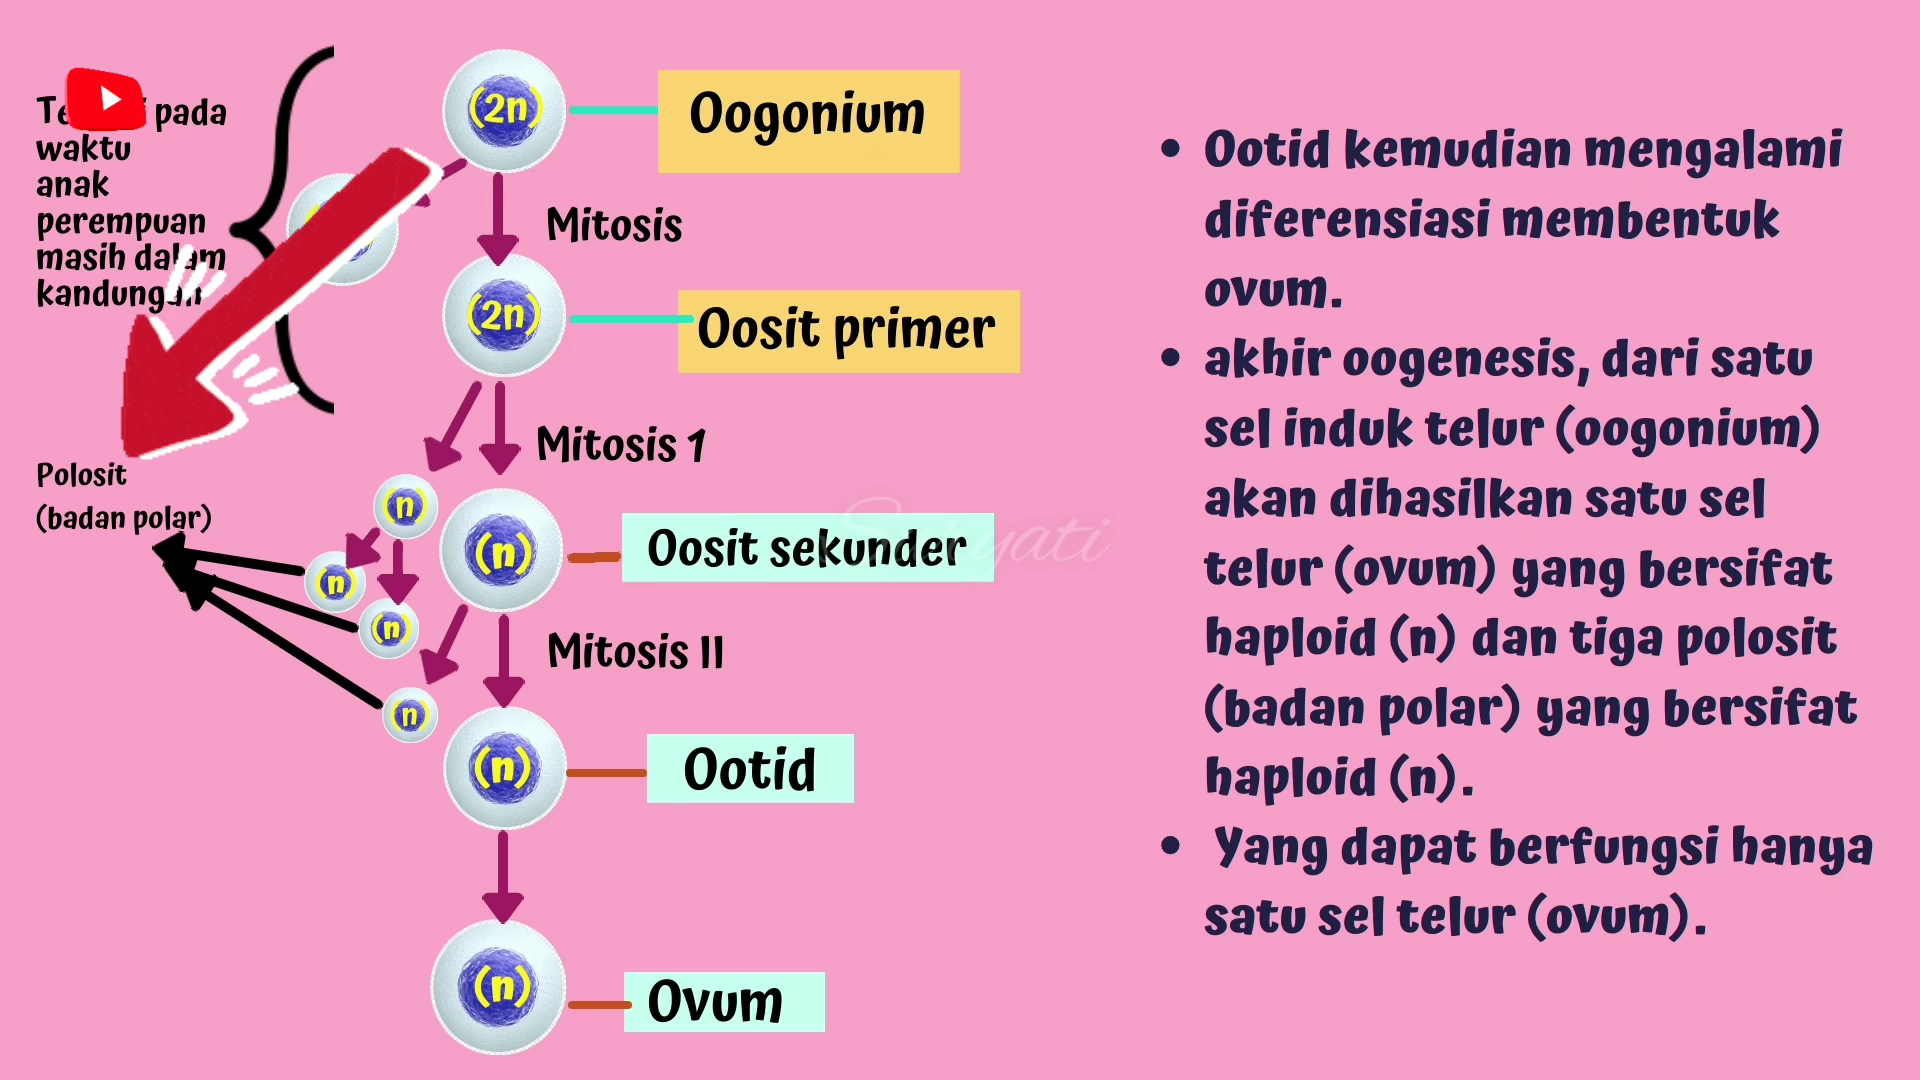 pada
waktu
anak
perempuan
masih dalam
kandungan
Polosit
(badan polar)
(2n)
Oogonium
Mitosis
(2n)
Oosit primer
Mitosis 1
(n)
(n)
Oosit sekunder
(n)
(n)
Mitosis II
(n)
(n)
Ootid
(n)
Ovum
• Ootid kemudian mengalami
diferensiasi membentuk
ovum.
• akhir oogenesis, dari satu
sel induk telur (oogonium)
akan dihasilkan satu sel
telur (ovum) yang bersifat
haploid (n) dan tiga polosit
(badan polar) yang bersifat
haploid (n).
• Yang dapat berfungsi hanya
satu sel telur (ovum).